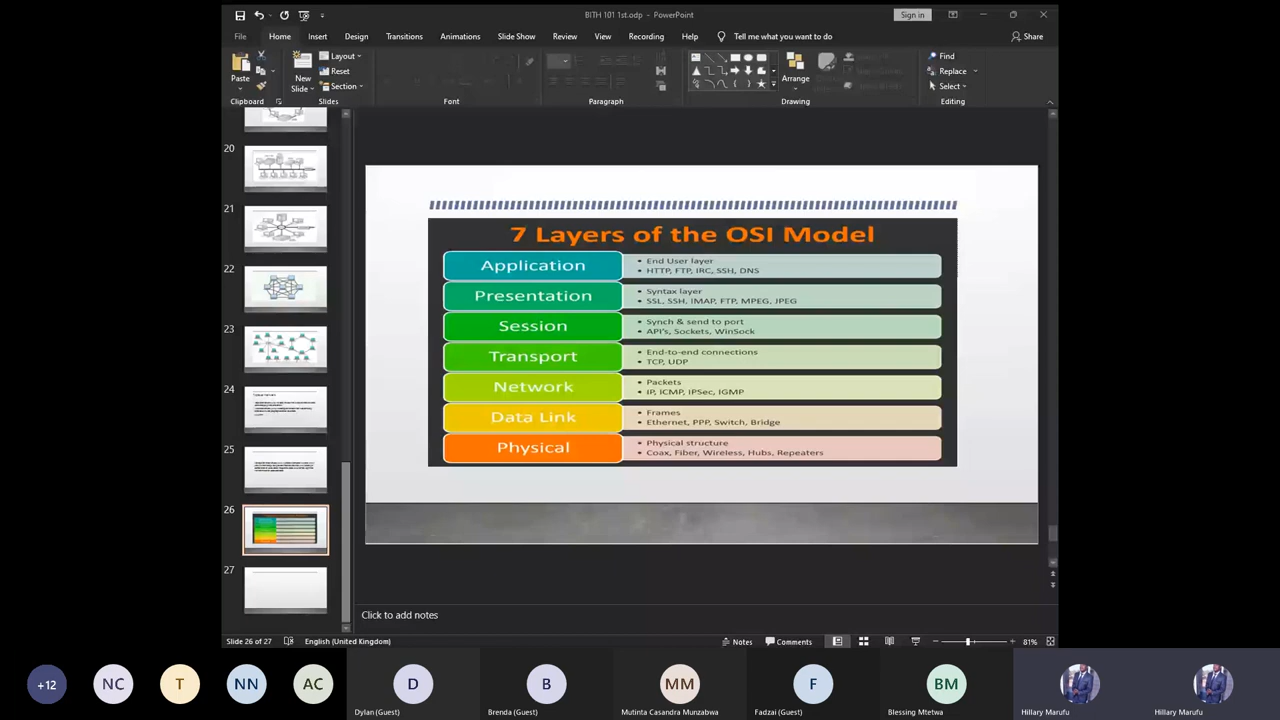 BITH 101 1st.odp - PowerPoint
Sign in
File Home Insert Design Transitions Animations Slide Show Review View Recording Help Tell me what you want to do Share
Paste
New
Slide
Layout
Reset
Section
Arrange
Find
Replace
Select
Clipboard Slides Font Paragraph Drawing Editing
20
21
22
23
24
25
26
27
7 Layers of the OSI Model
Application
• End User layer
• HTTP, FTP, IRC, SSH, DNS
Presentation
• Syntax layer
• SSL, SSH, IMAP, FTP, MPEG, JPEG
Session
• Synch & send to port
• API's, Sockets, WinSock
Transport
• End-to-end connections
• TCP, UDP
Network
• Packets
• IP, ICMP, IPSec, IGMP
Data Link
• Frames
• Ethernet, PPP, Switch, Bridge
Physical
• Physical structure
• Coax, Fiber, Wireless, Hubs, Repeaters
Click to add notes
Slide 26 of 27 English (United Kingdom) Notes Comments 81%
+12 NC T NN AC D B MM F BM
Dylan (Guest) Brenda (Guest) Mutinta Casandra Munzabwa Fadzai (Guest) Blessing Mtetwa Hillary Marufu Hillary Marufu